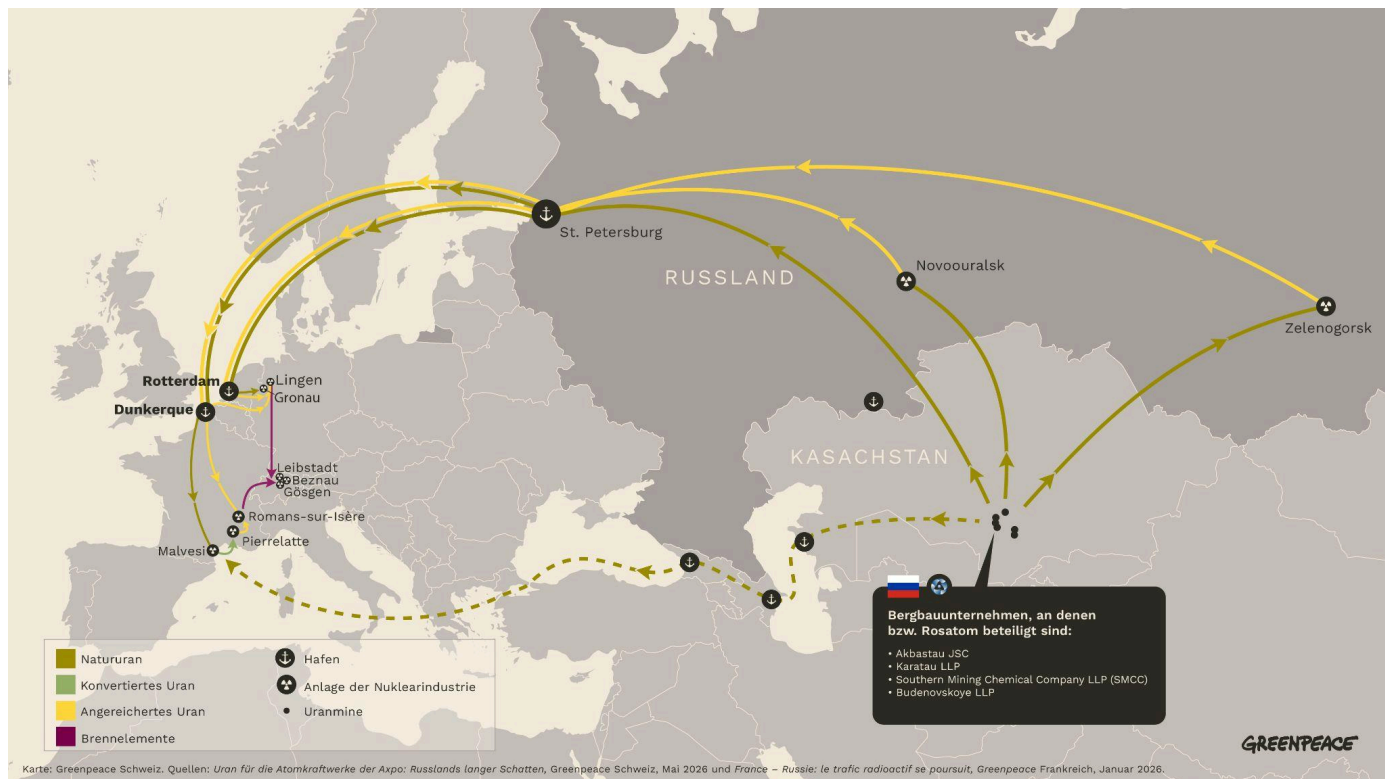 St. Petersburg
RUSSLAND
Novoouralsk
Zelenogorsk
Rotterdam
Lingen
Gronau
Dunkerque
KASACHSTAN
Leibstadt
Beznau
Gösgen
Romans-sur-Isère
Pierrelatte
Malvesi
Bergbauunternehmen, an denen
bzw. Rosatom beteiligt sind:
• Akbastau JSC
• Karatau LLP
• Southern Mining Chemical Company LLP (SMCC)
• Budenovskoye LLP
Natururan
Konvertiertes Uran
Angereichertes Uran
Brennelemente
Hafen
Anlage der Nuklearindustrie
Uranmine
GREENPEACE
Karte: Greenpeace Schweiz. Quellen: Uran für die Atomkraftwerke der Axpo: Russlands langer Schatten, Greenpeace Schweiz, Mai 2026 und France – Russie: le trafic radioactif se poursuit, Greenpeace Frankreich, Januar 2026.